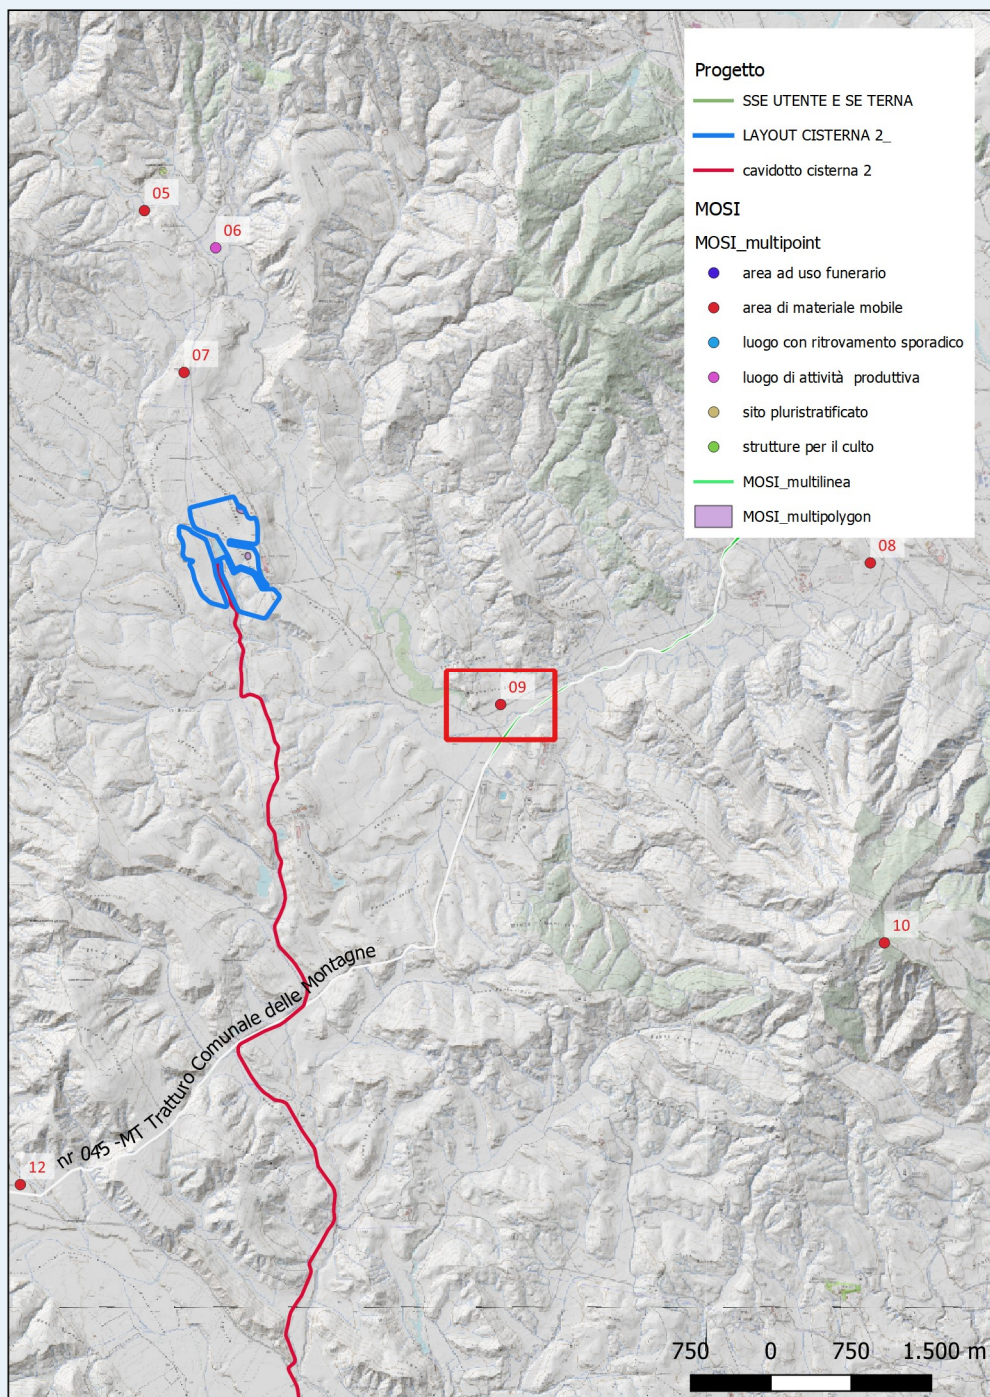 Progetto
SSE UTENTE E SE TERNA
LAYOUT CISTERNA 2_
cavidotto cisterna 2
MOSI
MOSI_multipoint
area ad uso funerario
area di materiale mobile
luogo con ritrovamento sporadico
luogo di attività produttiva
sito pluristratificato
strutture per il culto
MOSI_multilinea
MOSI_multipolygon
05
06
07
08
09
10
nr 045 -MT Tratturo Comunale delle Montagne
12
750 0 750 1.500 m